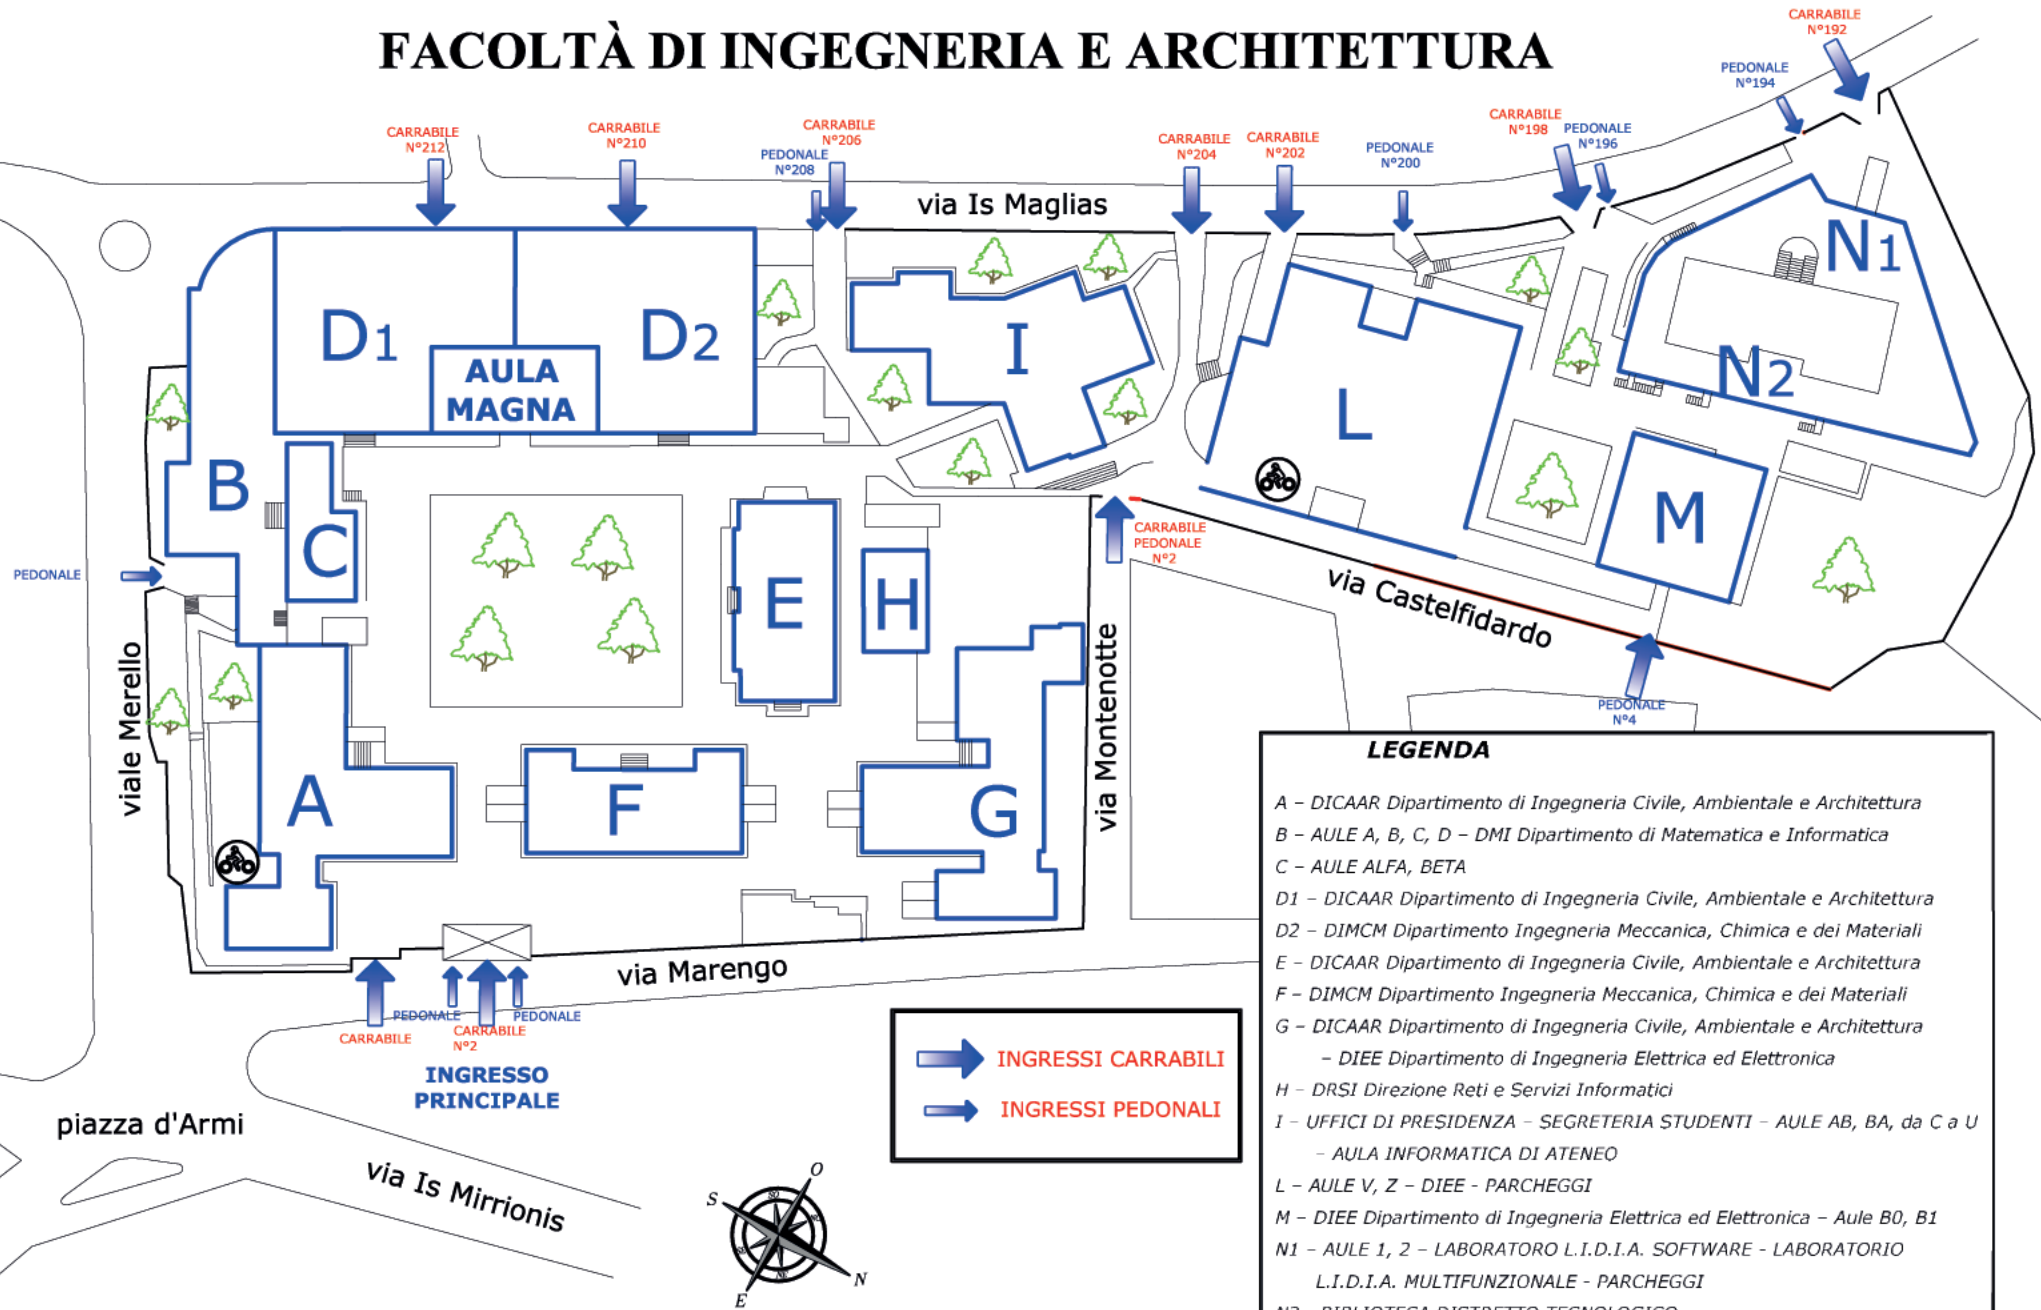 FACOLTÀ DI INGEGNERIA E ARCHITETTURA
CARRABILE
N°192
PEDONALE
N°194
CARRABILE
N°198
PEDONALE
N°196
CARRABILE
N°212
CARRABILE
N°210
CARRABILE
N°206
PEDONALE
N°208
CARRABILE
N°204
CARRABILE
N°202
PEDONALE
N°200
via Is Maglias
D1
D2
AULA
MAGNA
I
L
N1
N2
B
C
E
H
M
PEDONALE
CARRABILE
PEDONALE
N°2
via Castelfidardo
PEDONALE
N°4
viale Merello
via Montenotte
A
F
G
via Marengo
CARRABILE
PEDONALE
CARRABILE
N°2
PEDONALE
INGRESSO
PRINCIPALE
piazza d'Armi
via Is Mirrionis
INGRESSI CARRABILI
INGRESSI PEDONALI
O
S
N
E
SO
NO
SE
NE
LEGENDA
A – DICAAR Dipartimento di Ingegneria Civile, Ambientale e Architettura
B – AULE A, B, C, D – DMI Dipartimento di Matematica e Informatica
C – AULE ALFA, BETA
D1 – DICAAR Dipartimento di Ingegneria Civile, Ambientale e Architettura
D2 – DIMCM Dipartimento Ingegneria Meccanica, Chimica e dei Materiali
E – DICAAR Dipartimento di Ingegneria Civile, Ambientale e Architettura
F – DIMCM Dipartimento Ingegneria Meccanica, Chimica e dei Materiali
G – DICAAR Dipartimento di Ingegneria Civile, Ambientale e Architettura
– DIEE Dipartimento di Ingegneria Elettrica ed Elettronica
H – DRSI Direzione Reti e Servizi Informatici
I – UFFICI DI PRESIDENZA – SEGRETERIA STUDENTI – AULE AB, BA, da C a U
– AULA INFORMATICA DI ATENEO
L – AULE V, Z – DIEE - PARCHEGGI
M – DIEE Dipartimento di Ingegneria Elettrica ed Elettronica – Aule B0, B1
N1 – AULE 1, 2 – LABORATORO L.I.D.I.A. SOFTWARE - LABORATORIO
L.I.D.I.A. MULTIFUNZIONALE - PARCHEGGI
N2 – BIBLIOTECA DISTRETTO TECNOLOGICO